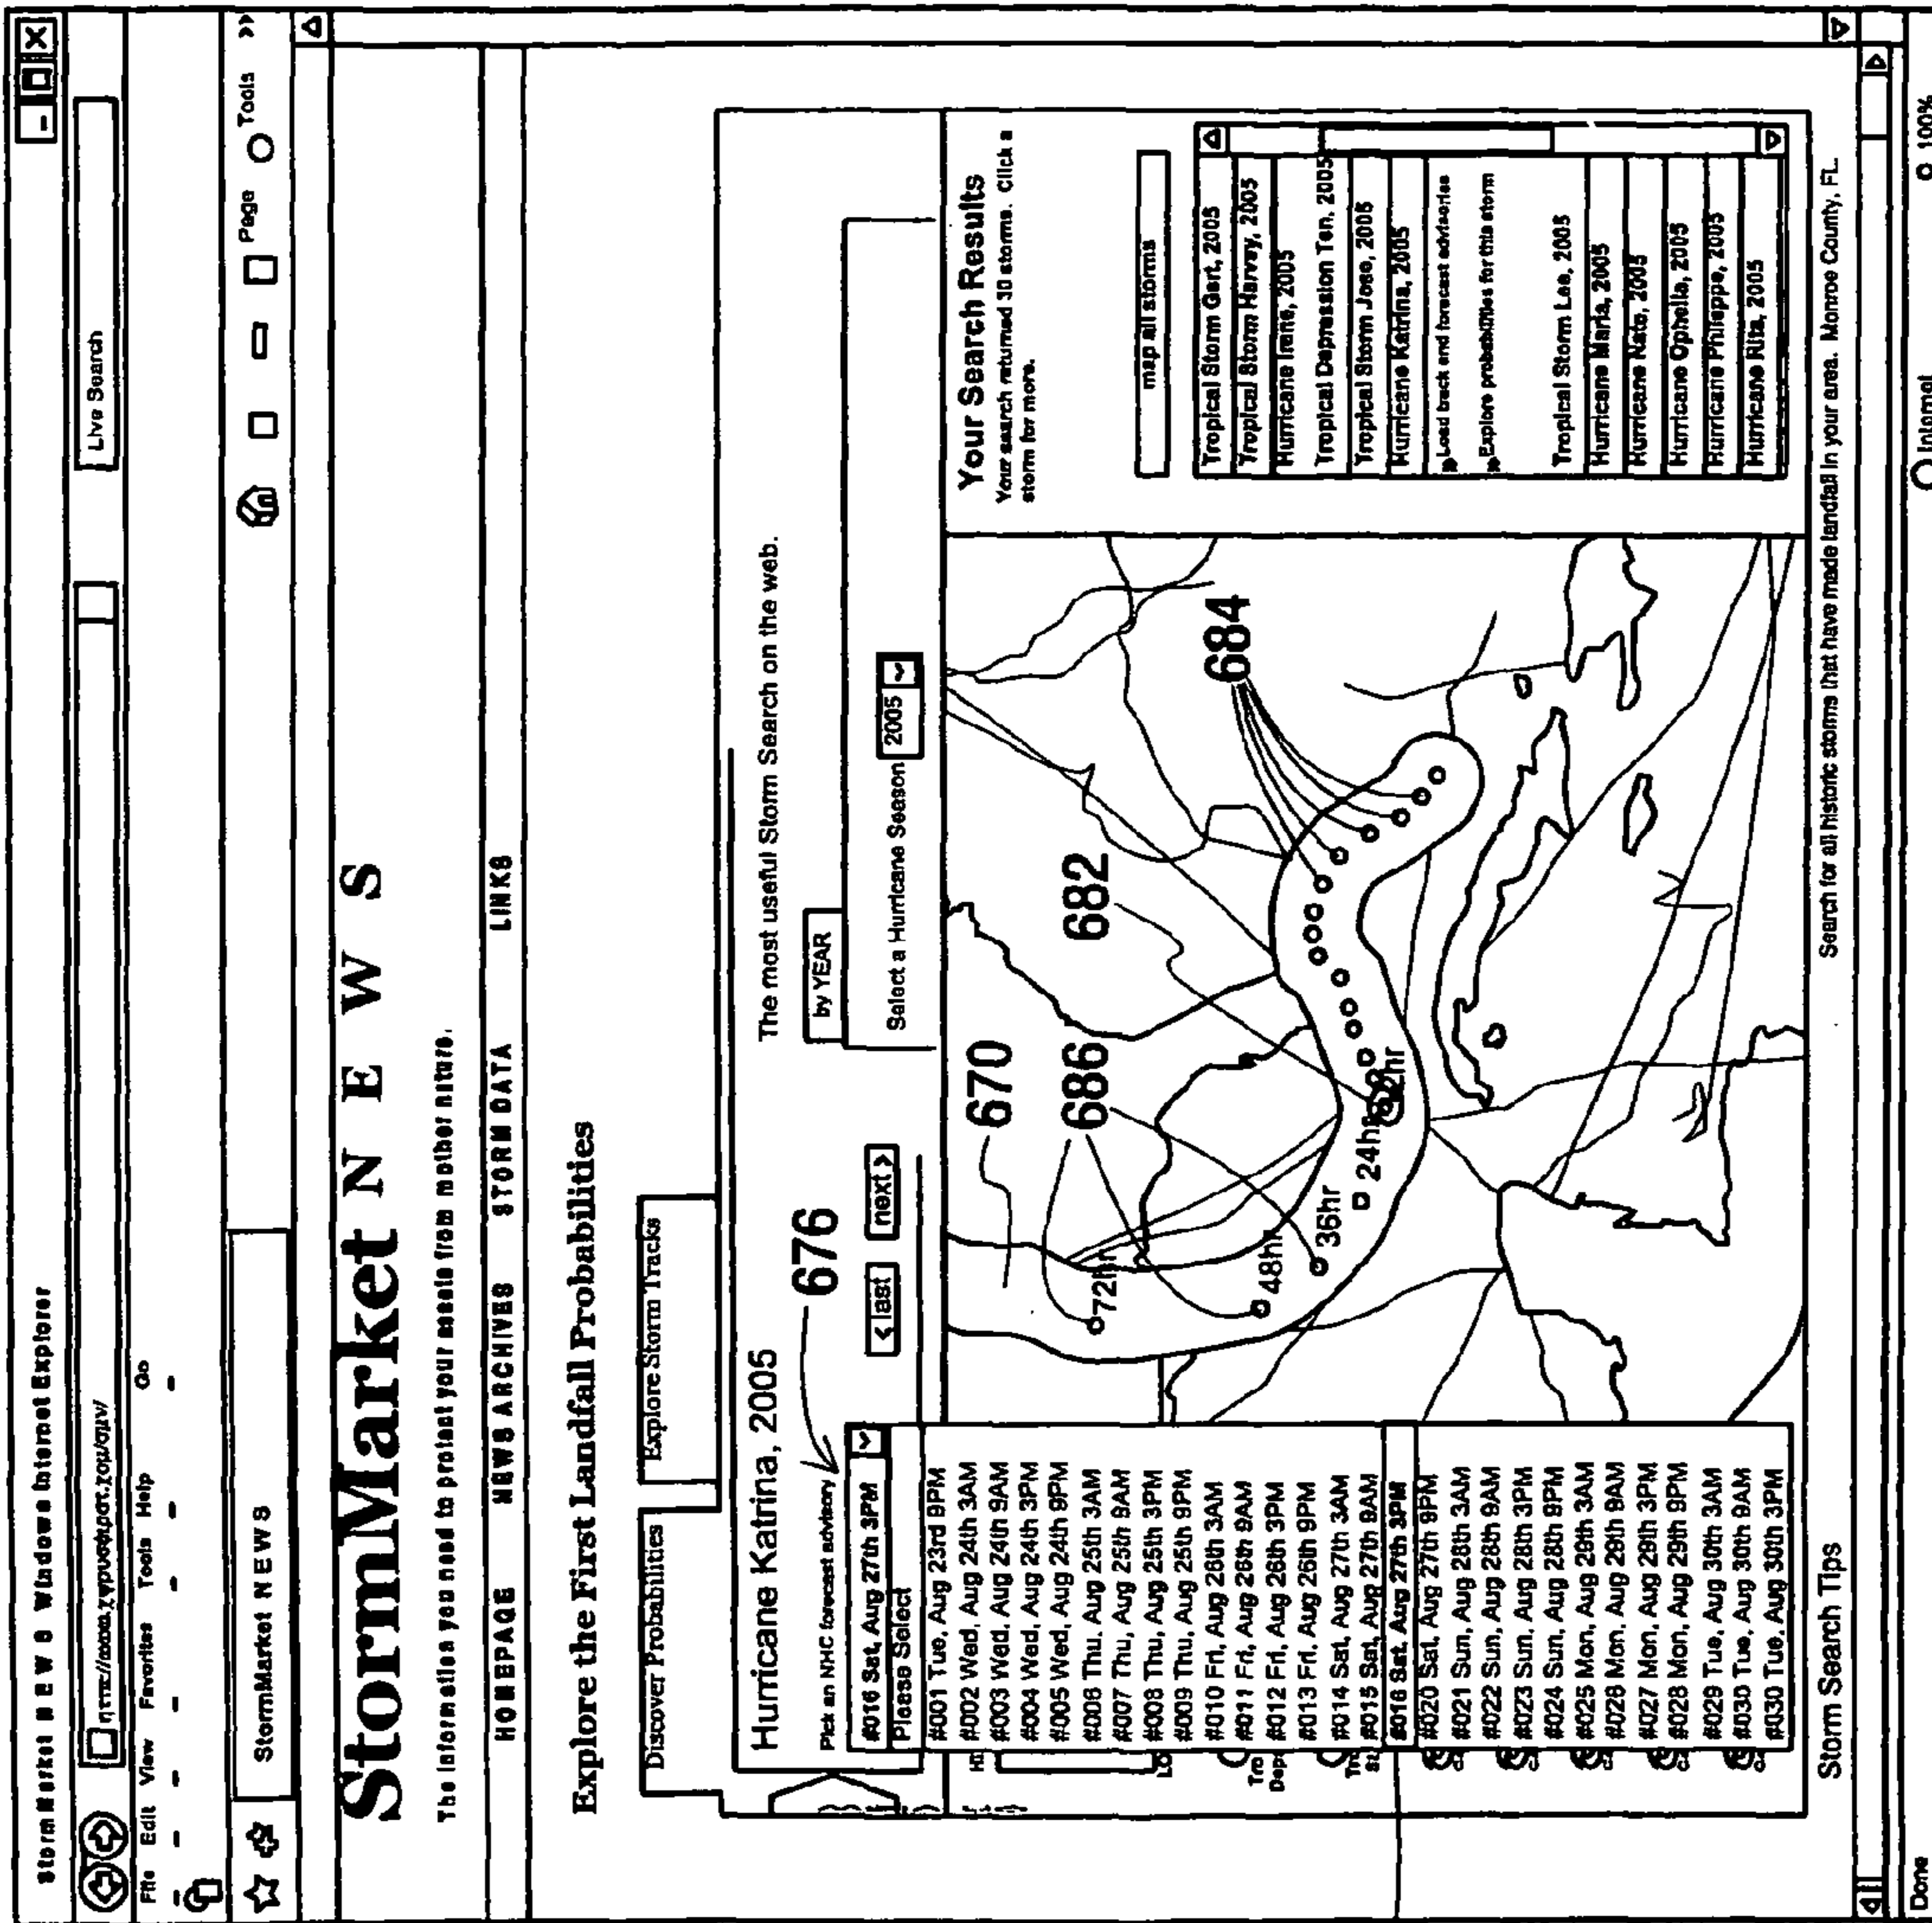 StormMarket N E W S Windows Internet Explorer
ηττπ://ωωω.χψρυσφιρστ.χομ/σμν/
Live Search
File Edit View Favorites Tools Help Go
StormMarket NEWS
Page Tools »
StormMarket N E W S
The information you need to protect your assets from mother nature.
HOMEPAGE NEWS ARCHIVES STORM DATA LINKS
Explore the First Landfall Probabilities
Discover Probabilities
Explore Storm Tracks
Hurricane Katrina, 2005
The most useful Storm Search on the web.
676
Pick an NHC forecast advisory
< last
next >
by YEAR
Select a Hurricane Season 2005
#016 Sat, Aug 27th 3PM
Please Select
#001 Tue, Aug 23rd 9PM
#002 Wed, Aug 24th 3AM
#003 Wed, Aug 24th 9AM
#004 Wed, Aug 24th 3PM
#005 Wed, Aug 24th 9PM
#006 Thu, Aug 25th 3AM
#007 Thu, Aug 25th 9AM
#008 Thu, Aug 25th 3PM
#009 Thu, Aug 25th 9PM
#010 Fri, Aug 26th 3AM
#011 Fri, Aug 26th 9AM
#012 Fri, Aug 26th 3PM
#013 Fri, Aug 26th 9PM
#014 Sat, Aug 27th 3AM
#015 Sat, Aug 27th 9AM
#016 Sat, Aug 27th 3PM
#020 Sat, Aug 27th 9PM
#021 Sun, Aug 28th 3AM
#022 Sun, Aug 28th 9AM
#023 Sun, Aug 28th 3PM
#024 Sun, Aug 28th 9PM
#025 Mon, Aug 29th 3AM
#026 Mon, Aug 29th 9AM
#027 Mon, Aug 29th 3PM
#028 Mon, Aug 29th 9PM
#029 Tue, Aug 30th 3AM
#030 Tue, Aug 30th 9AM
#030 Tue, Aug 30th 3PM
LO
Tro
Dep
670
686
682
684
72hr
48hr
36hr
24hr
Your Search Results
Your search returned 30 storms. Click a
storm for more.
map all storms
Tropical Storm Gert, 2005
Tropical Storm Harvey, 2005
Hurricane Irene, 2005
Tropical Depression Ten, 2005
Tropical Storm Jose, 2005
Hurricane Katrina, 2005
»Load track and forecast advisories
»Explore probabilities for this storm
Tropical Storm Lee, 2005
Hurricane Maria, 2005
Hurricane Nate, 2005
Hurricane Ophelia, 2005
Hurricane Philippe, 2005
Hurricane Rita, 2005
Storm Search Tips
Search for all historic storms that have made landfall in your area. Monroe County, FL.
Done
Internet
100%